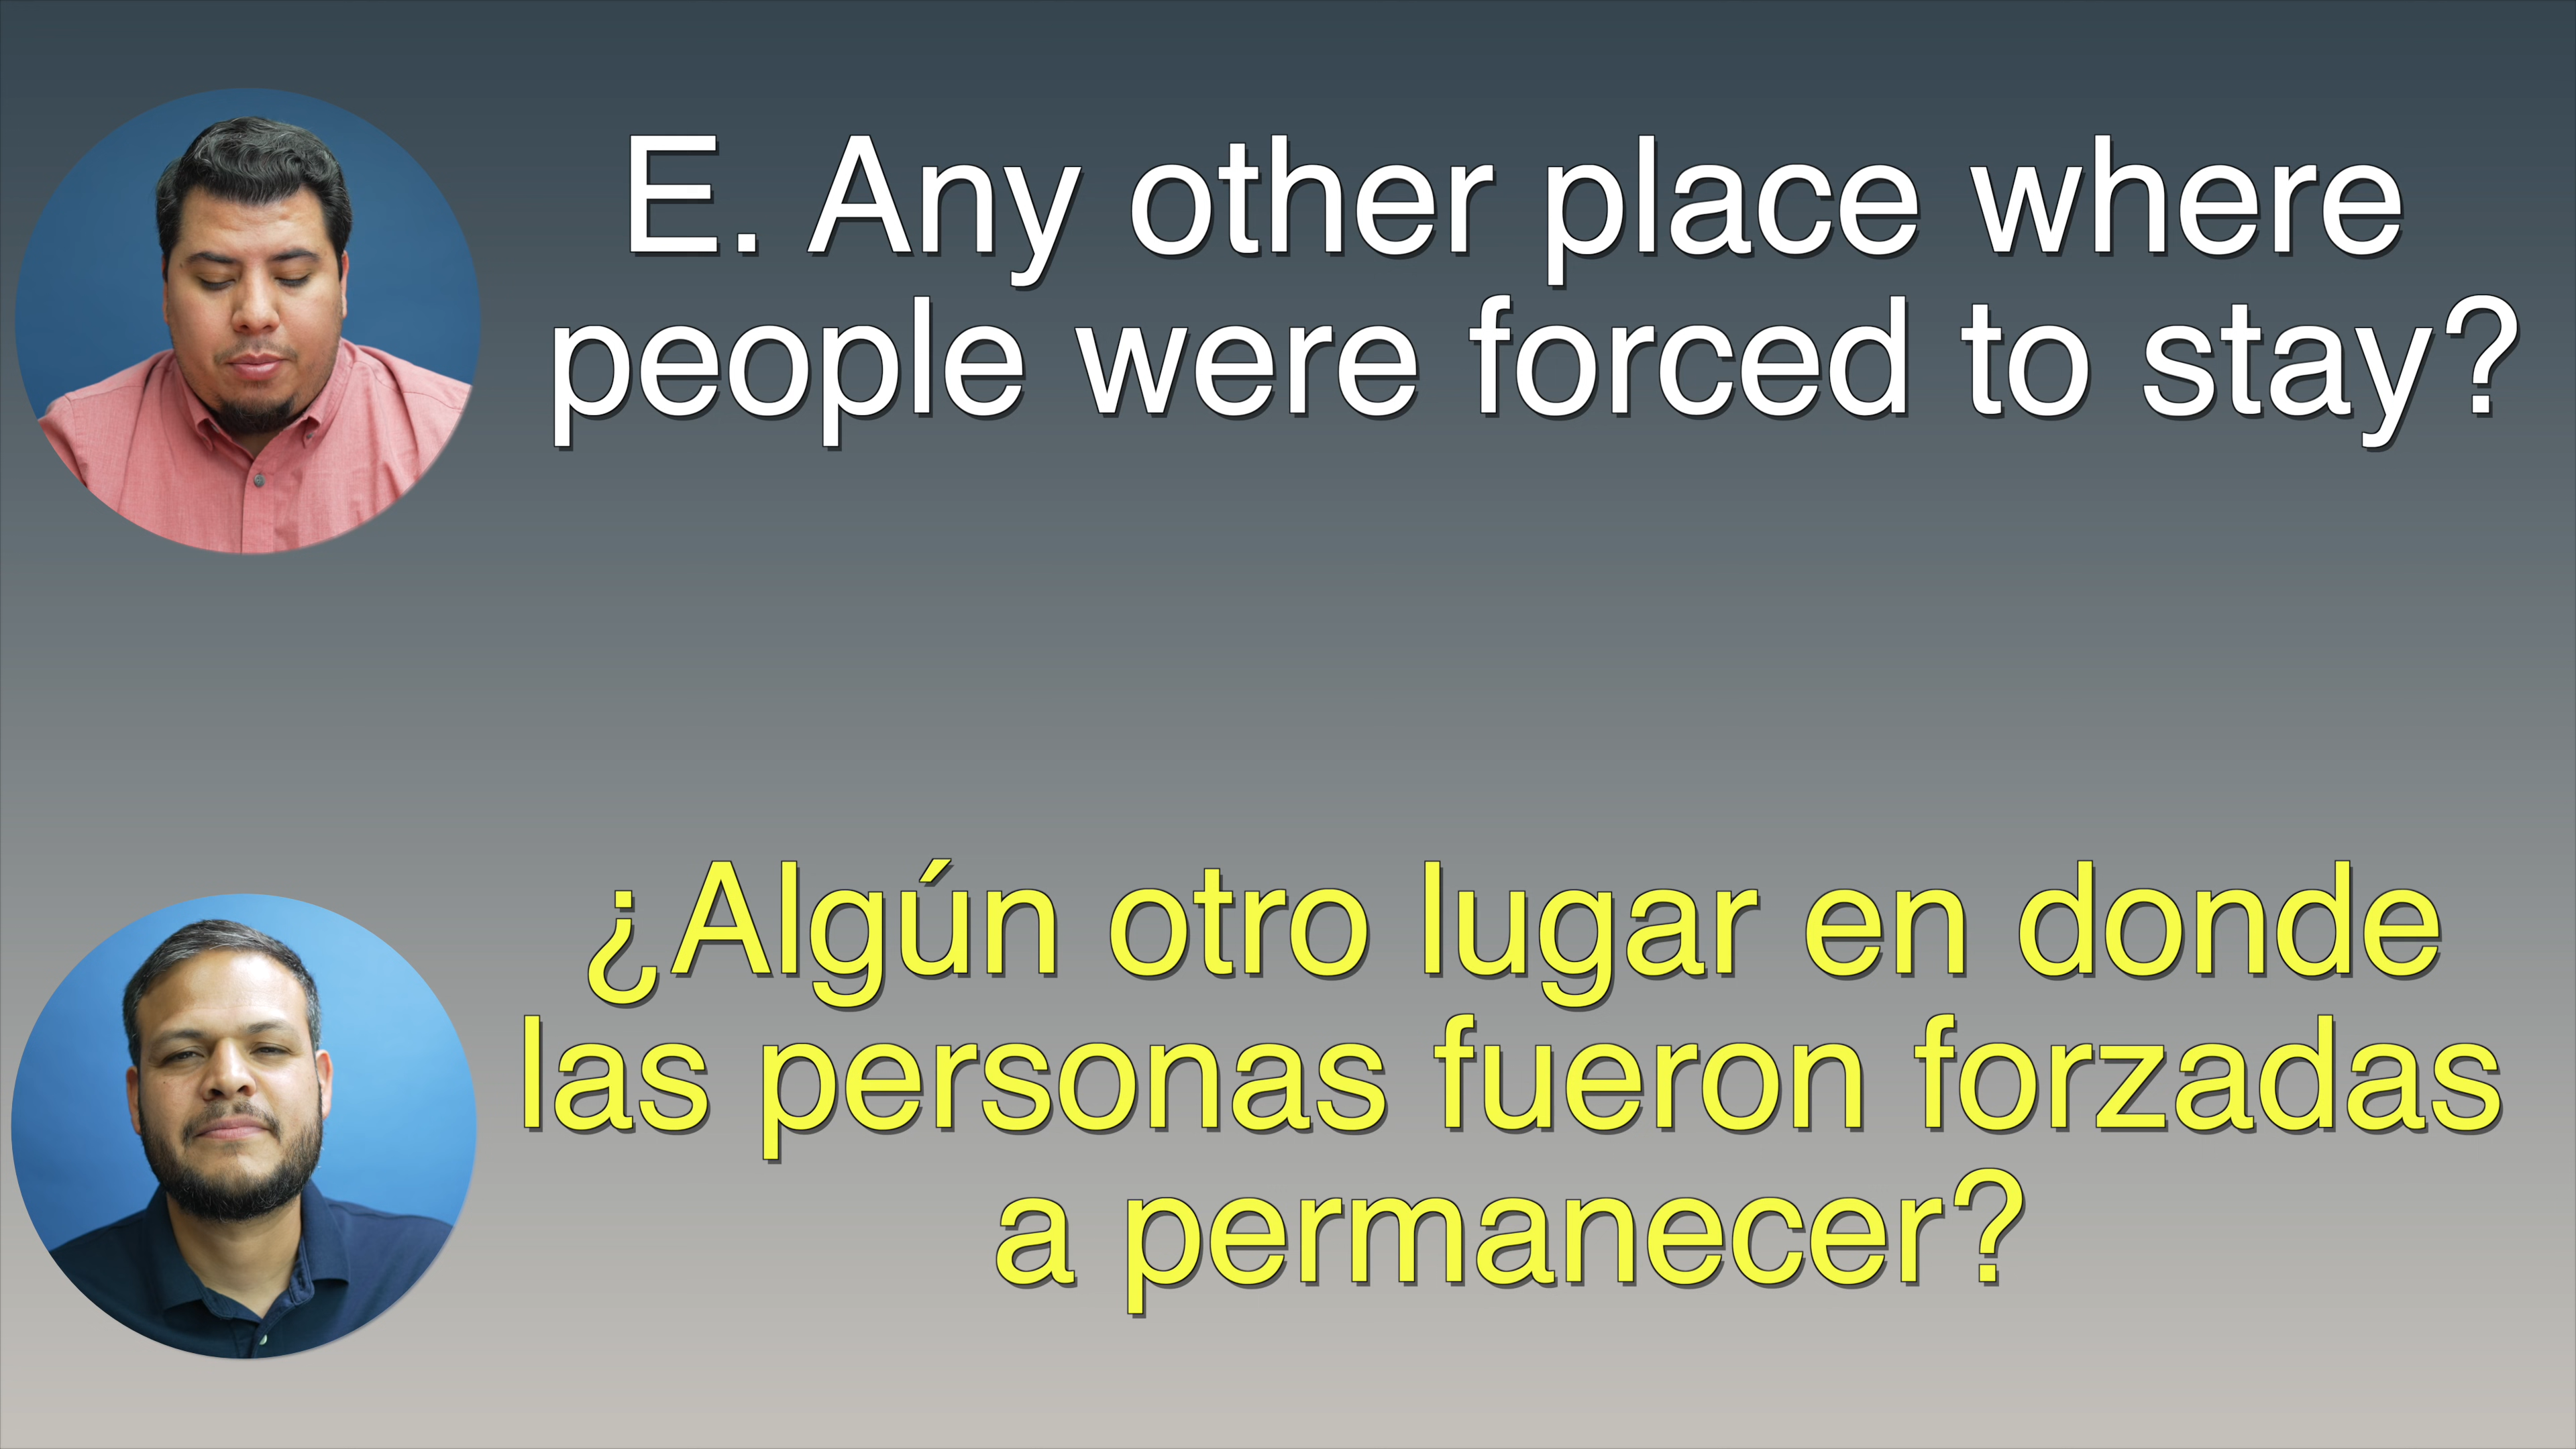 E. Any other place where
people were forced to stay?
¿Algún otro lugar en donde
las personas fueron forzadas
a permanecer?